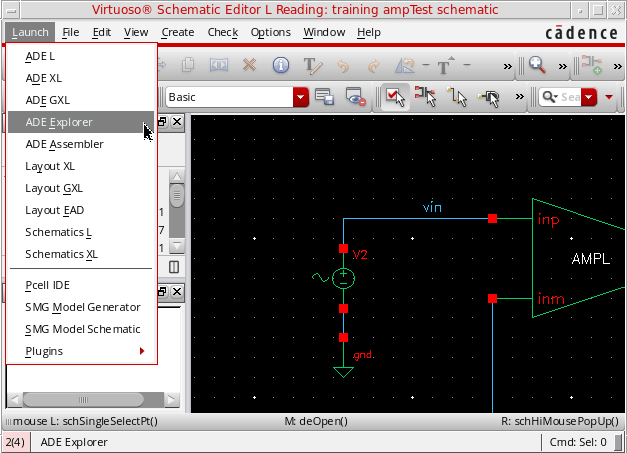 Virtuoso® Schematic Editor L Reading: training ampTest schematic
Launch File Edit View Create Check Options Window Help cādence
ADE L
ADE XL
ADE GXL
ADE Explorer
ADE Assembler
Layout XL
Layout GXL
Layout EAD
Schematics L
Schematics XL
Pcell IDE
SMG Model Generator
SMG Model Schematic
Plugins
T
»
»
Basic
»
Sea
1
7
1
vin
V2
gnd
inp
AMPL
inm
mouse L: schSingleSelectPt() M: deOpen() R: schHiMousePopUp()
2(4) ADE Explorer Cmd: Sel: 0